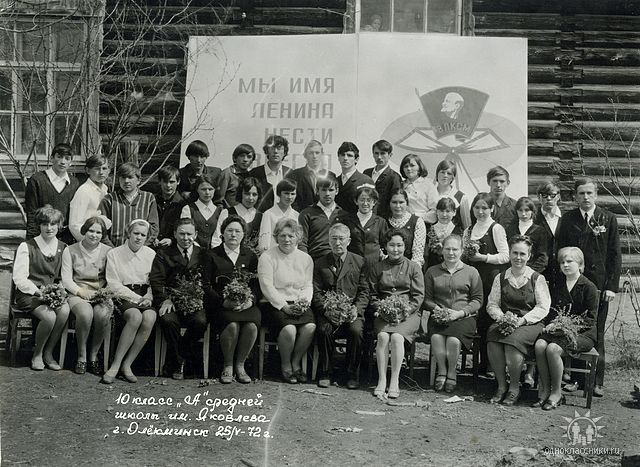 МЫ ИМЯ
ЛЕНИНА
НЕСТИ
ВЛКСМ
10 класс „А" средней
школы им. Яковлева
г. Олёкминск 25/V-72 г.
одноклассники.ru